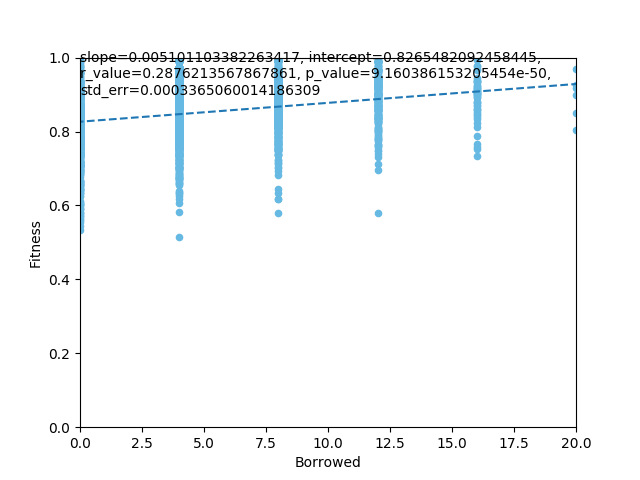 slope=0.005101103382263417, intercept=0.8265482092458445,
r_value=0.2876213567867861, p_value=9.160386153205454e-50,
std_err=0.0003365060014186309
1.0
0.8
0.6
0.4
0.2
0.0
Fitness
0.0 2.5 5.0 7.5 10.0 12.5 15.0 17.5 20.0
Borrowed